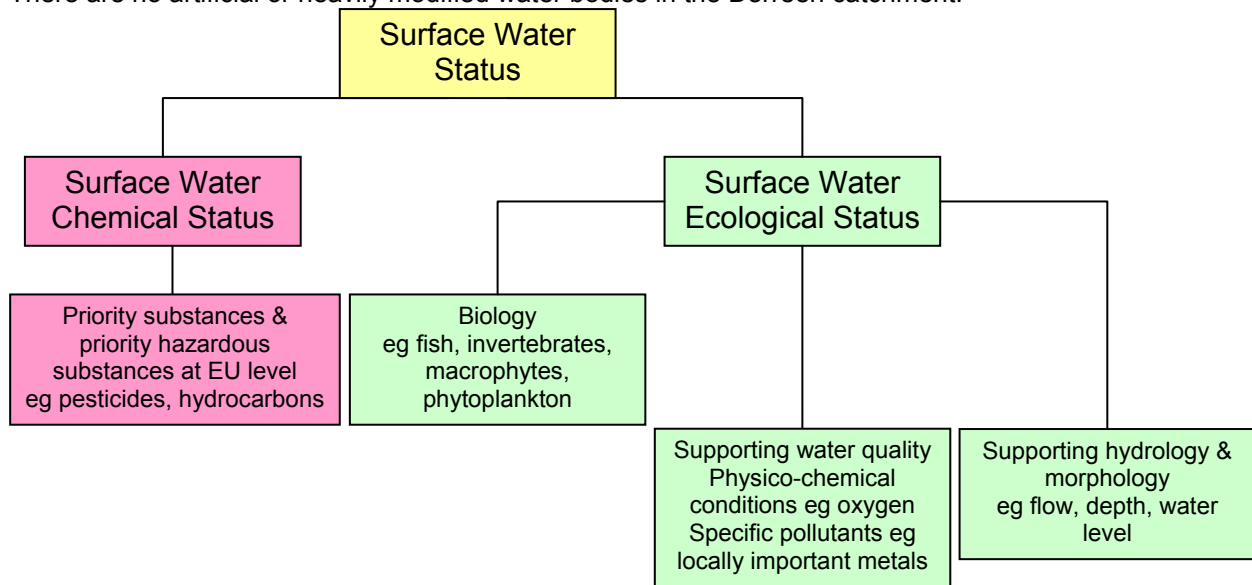 There are no artificial or heavily modified water bodies in the Derreen catchment.
Surface Water
Status
Surface Water
Chemical Status
Surface Water
Ecological Status
Priority substances &
priority hazardous
substances at EU level
eg pesticides, hydrocarbons
Biology
eg fish, invertebrates,
macrophytes,
phytoplankton
Supporting water quality
Physico-chemical
conditions eg oxygen
Specific pollutants eg
locally important metals
Supporting hydrology &
morphology
eg flow, depth, water
level